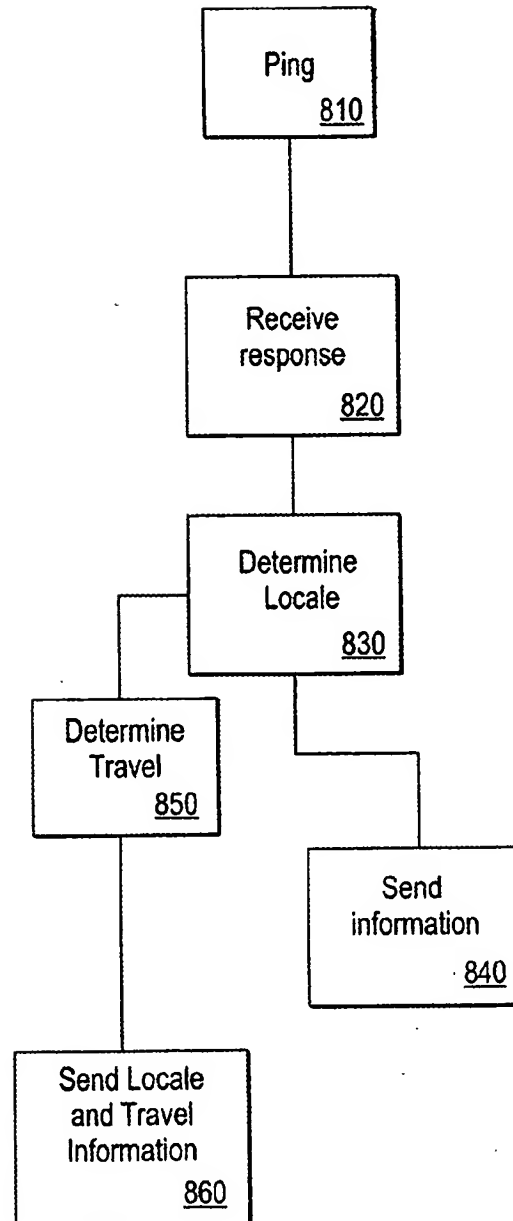 Ping
810
Receive
response
820
Determine
Locale
830
Determine
Travel
850
Send
information
840
Send Locale
and Travel
Information
860